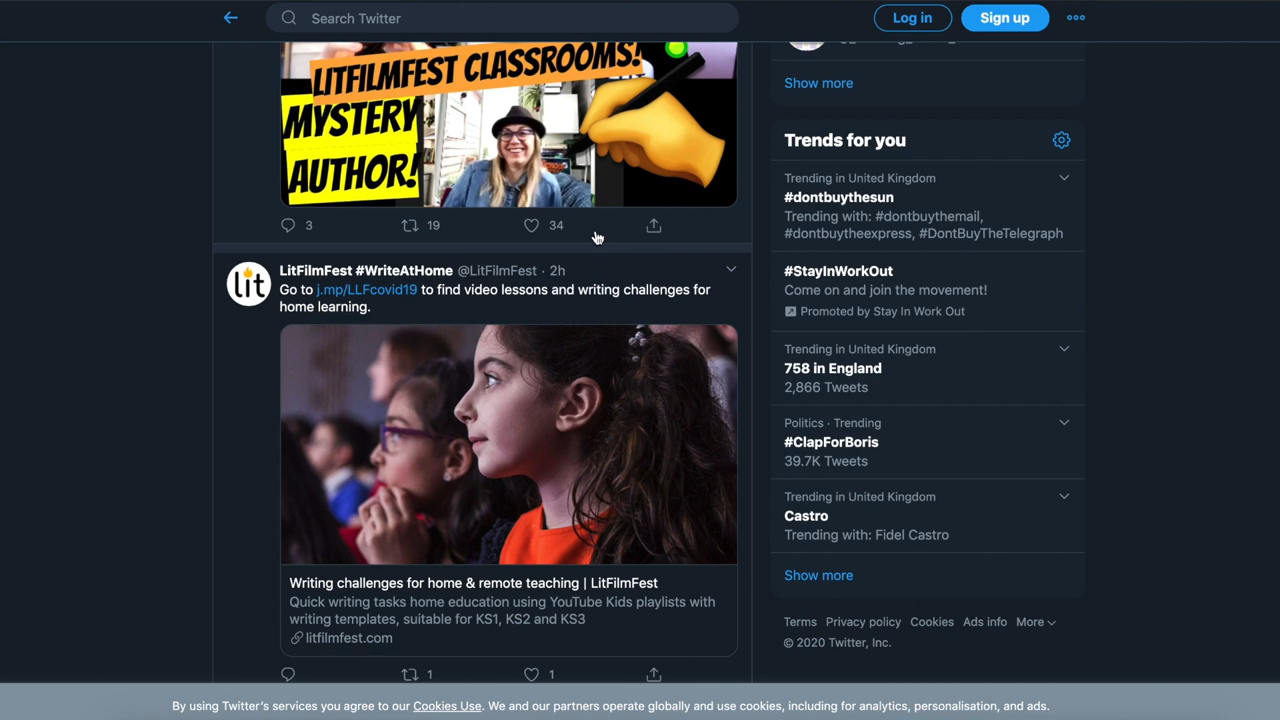 Search Twitter
Log in
Sign up
LITFILMFEST CLASSROOMS!
MYSTERY
AUTHOR!
3
19
34
LitFilmFest #WriteAtHome @LitFilmFest · 2h
Go to j.mp/LLFcovid19 to find video lessons and writing challenges for
home learning.
lit
Writing challenges for home & remote teaching | LitFilmFest
Quick writing tasks home education using YouTube Kids playlists with
writing templates, suitable for KS1, KS2 and KS3
litfilmfest.com
1
1
Show more
Trends for you
Trending in United Kingdom
#dontbuythesun
Trending with: #dontbuythemail,
#dontbuytheexpress, #DontBuyTheTelegraph
#StayInWorkOut
Come on and join the movement!
Promoted by Stay In Work Out
Trending in United Kingdom
758 in England
2,866 Tweets
Politics · Trending
#ClapForBoris
39.7K Tweets
Trending in United Kingdom
Castro
Trending with: Fidel Castro
Show more
Terms Privacy policy Cookies Ads info More
© 2020 Twitter, Inc.
By using Twitter's services you agree to our Cookies Use. We and our partners operate globally and use cookies, including for analytics, personalisation, and ads.